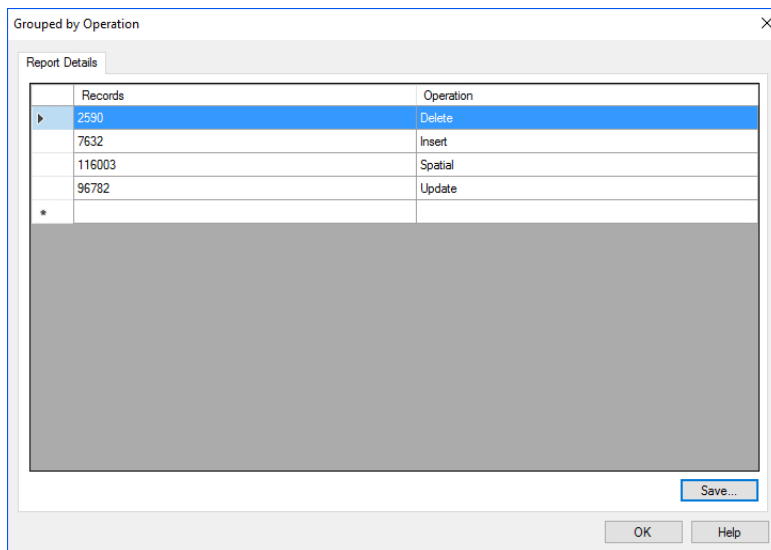 Grouped by Operation
Report Details
Records Operation
2590 Delete
7632 Insert
116003 Spatial
96782 Update
*
Save...
OK Help